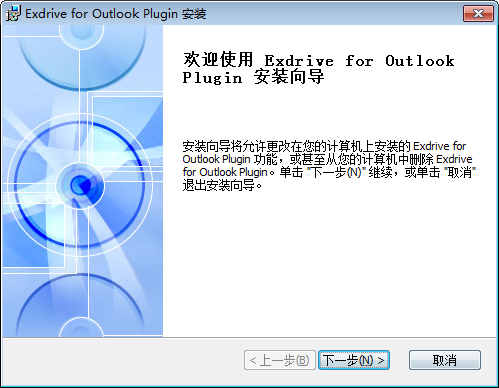 Exdrive for Outlook Plugin 安装
欢迎使用 Exdrive for Outlook
Plugin 安装向导
安装向导将允许更改在您的计算机上安装的 Exdrive for
Outlook Plugin 功能，或甚至从您的计算机中删除 Exdrive
for Outlook Plugin。单击 "下一步(N)" 继续，或单击 "取消"
退出安装向导。
< 上一步(B) 下一步(N) > 取消